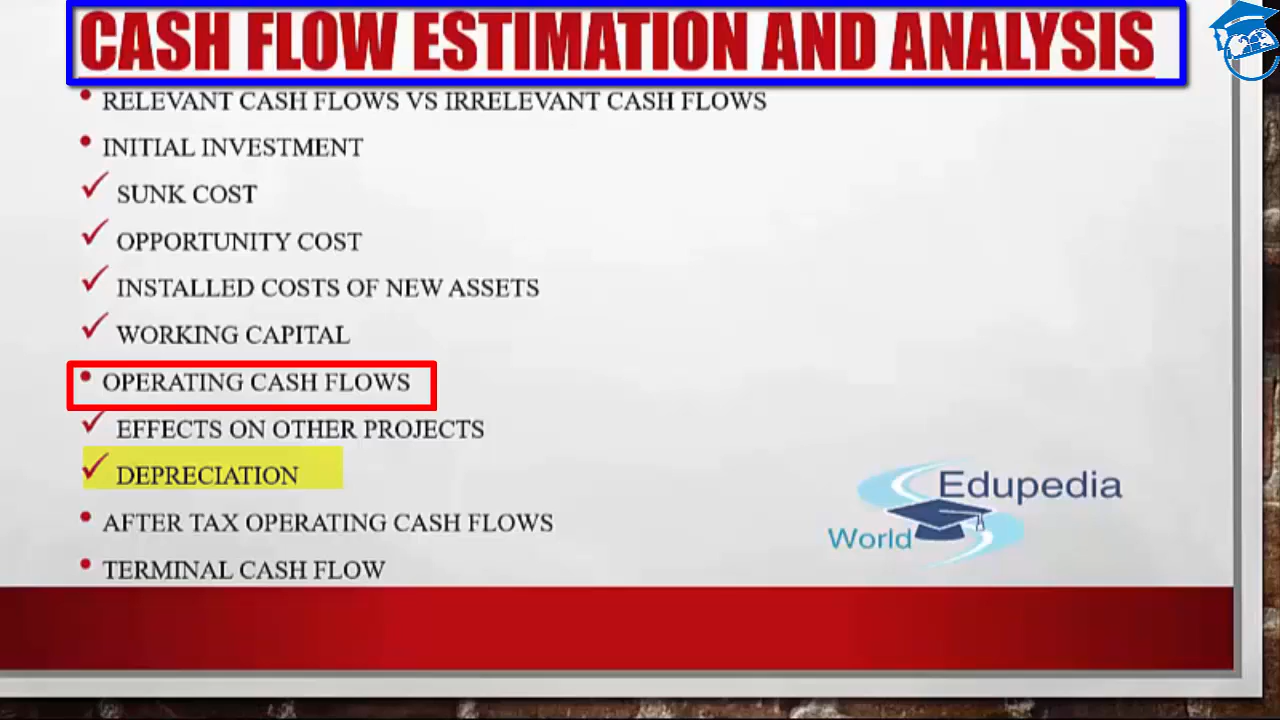 CASH FLOW ESTIMATION AND ANALYSIS
• RELEVANT CASH FLOWS VS IRRELEVANT CASH FLOWS
• INITIAL INVESTMENT
✓ SUNK COST
✓ OPPORTUNITY COST
✓ INSTALLED COSTS OF NEW ASSETS
✓ WORKING CAPITAL
• OPERATING CASH FLOWS
✓ EFFECTS ON OTHER PROJECTS
✓ DEPRECIATION
• AFTER TAX OPERATING CASH FLOWS
• TERMINAL CASH FLOW
Edupedia
World